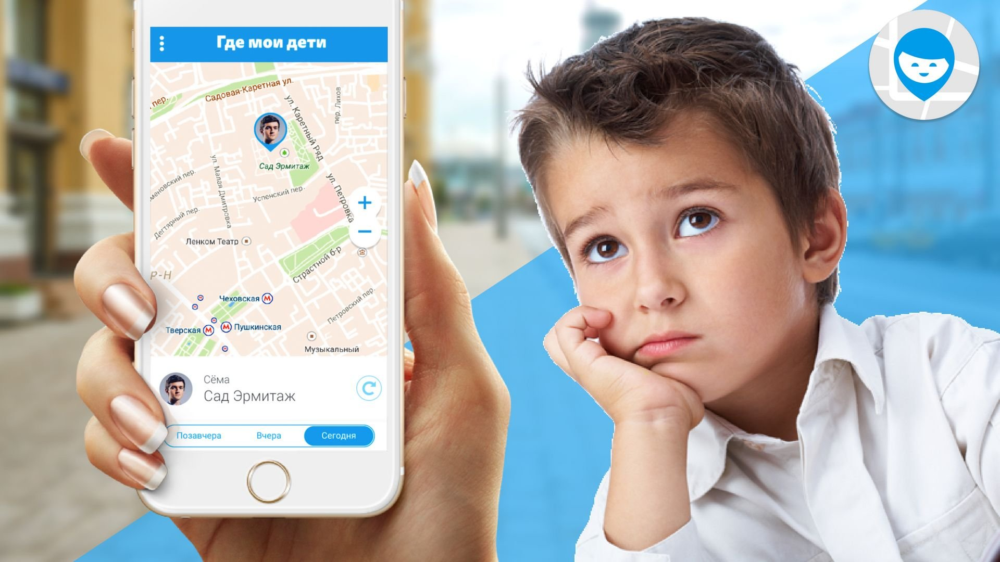 Где мои дети
пер.
Садовая-Каретная ул.
ул. Каретный Ряд
пер. Лихов
Сад Эрмитаж
меновский пер.
ул. Малая Дмитровка
Успенский пер.
ул. Петровка
+
−
Дегтярный пер.
Ленком Театр
Страстной б-р
Р-Н
Чеховская М
Петровский пер.
Тверская М
М Пушкинская
Музыкальный
Сёма
Сад Эрмитаж
Позавчера Вчера Сегодня